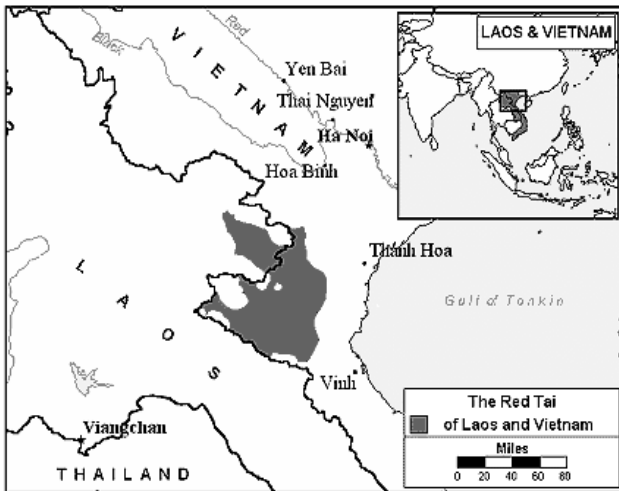 LAOS & VIETNAM
Red
Black
VIETNAM
Yen Bai
Thai Nguyen
Ha Noi
Hoa Binh
Thanh Hoa
LAOS
Gulf of Tonkin
Vinh
The Red Tai
of Laos and Vietnam
Viangchan
Miles
0 20 40 60 80
THAILAND